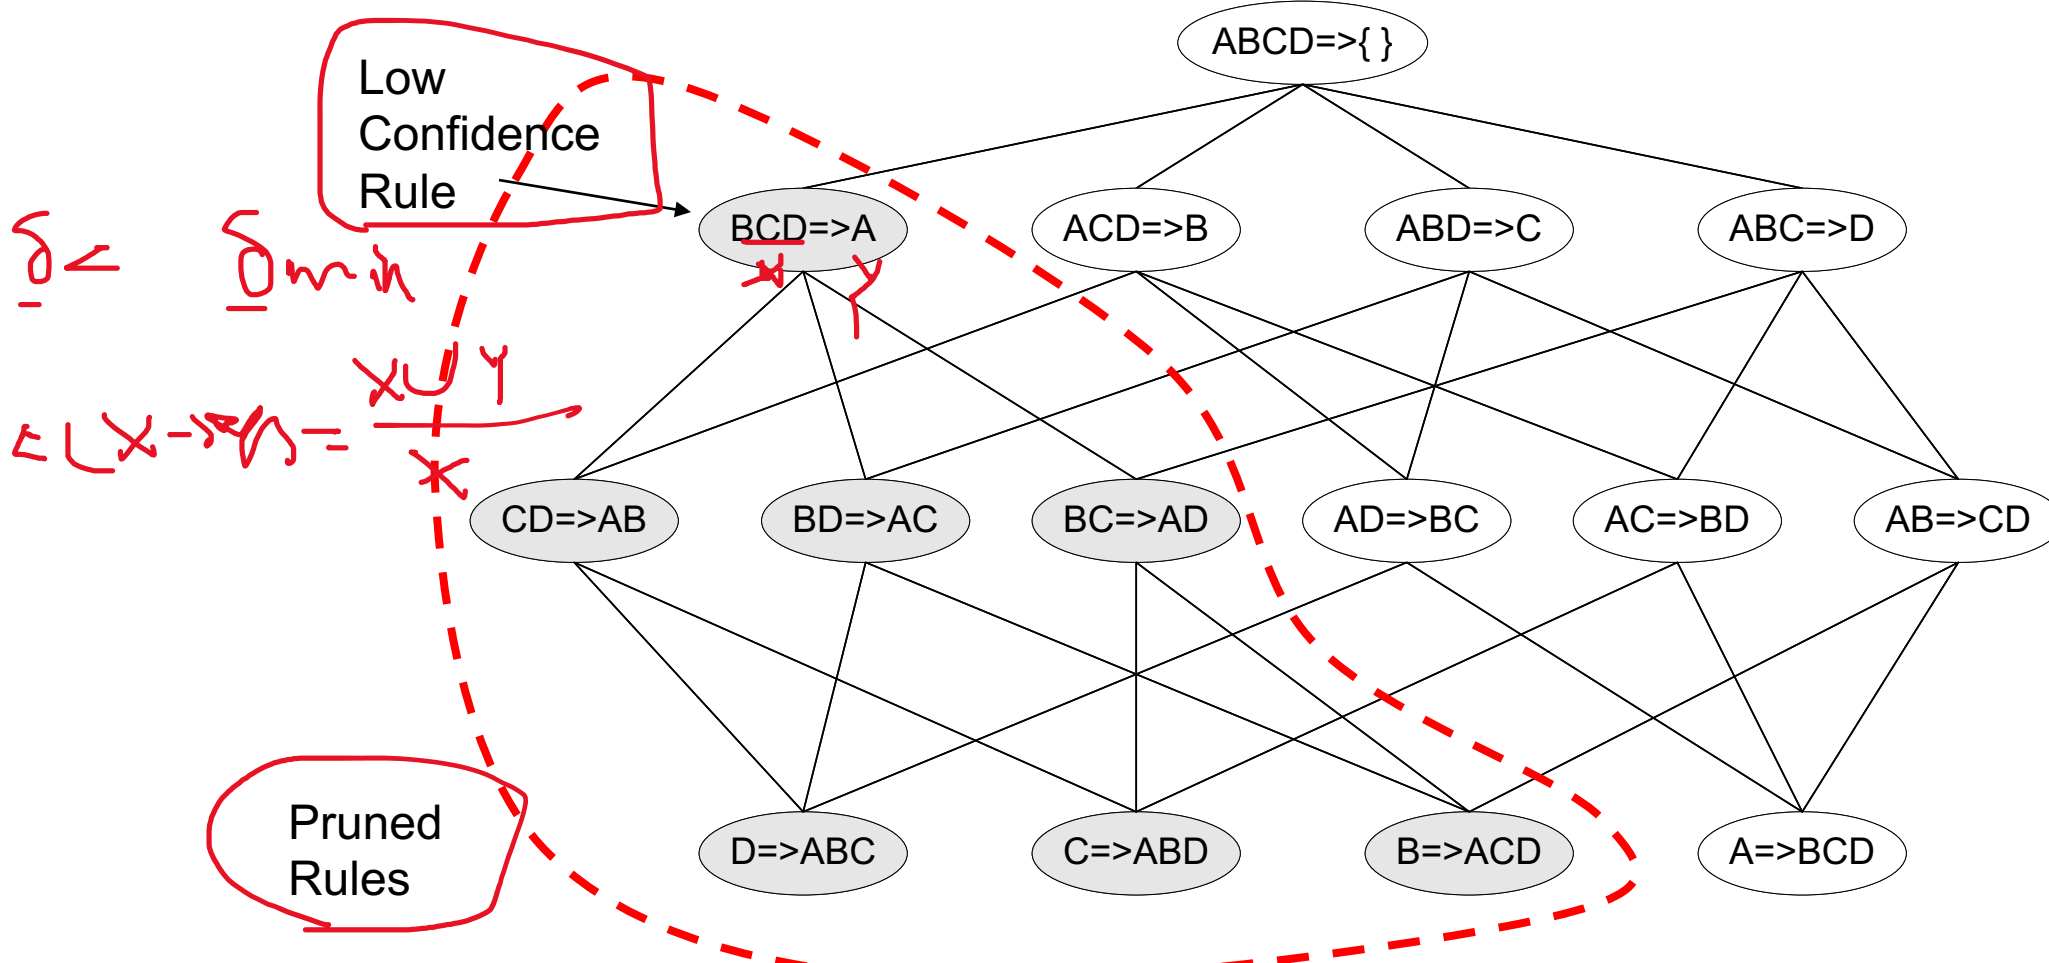 ABCD=>{ }
Low
Confidence
Rule
BCD=>A
ACD=>B
ABD=>C
ABC=>D
X Y
δ < δmin
X∪Y
c(X->Y) =
X
CD=>AB
BD=>AC
BC=>AD
AD=>BC
AC=>BD
AB=>CD
Pruned
Rules
D=>ABC
C=>ABD
B=>ACD
A=>BCD